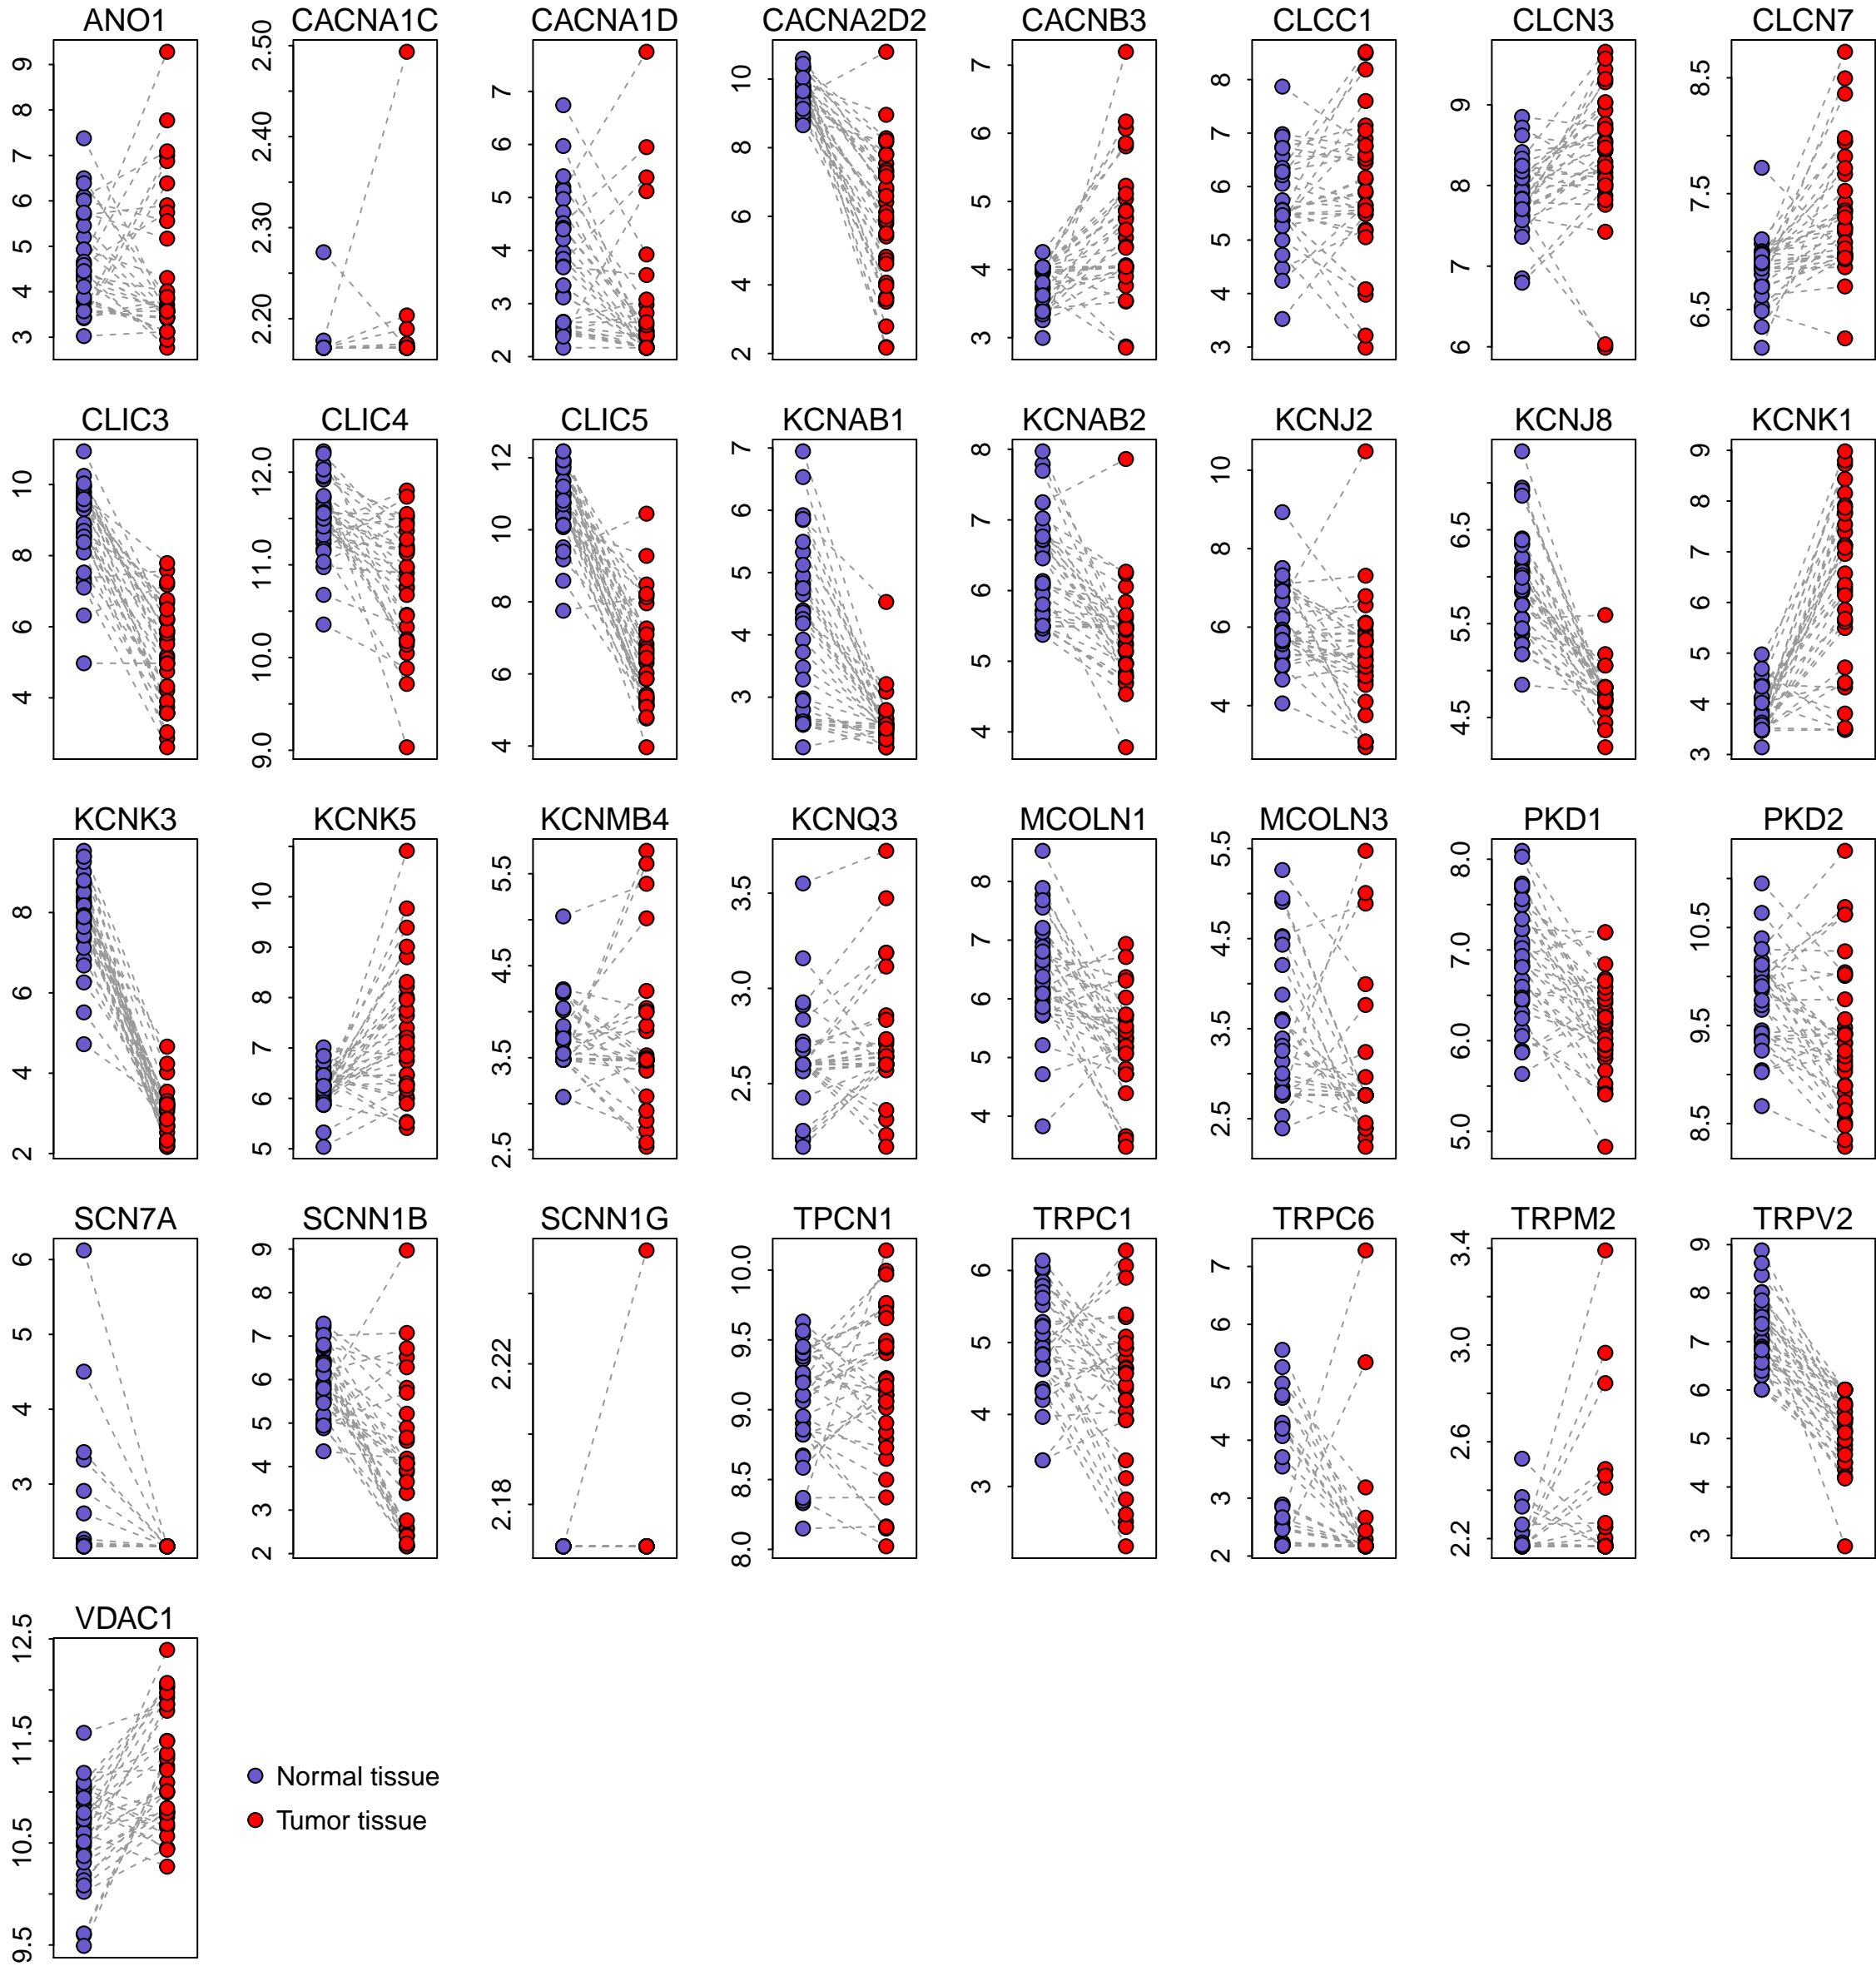 ANO1 CACNA1C CACNA1D CACNA2D2 CACNB3 CLCC1 CLCN3 CLCN7
3 4 5 6 7 8 9
2.20 2.30 2.40 2.50
2 3 4 5 6 7
2 4 6 8 10
3 4 5 6 7
3 4 5 6 7 8
6 7 8 9
6.5 7.5 8.5
CLIC3 CLIC4 CLIC5 KCNAB1 KCNAB2 KCNJ2 KCNJ8 KCNK1
4 6 8 10
9.0 10.0 11.0 12.0
4 6 8 10 12
3 4 5 6 7
4 5 6 7 8
4 6 8 10
4.5 5.5 6.5
3 4 5 6 7 8 9
KCNK3 KCNK5 KCNMB4 KCNQ3 MCOLN1 MCOLN3 PKD1 PKD2
2 4 6 8
5 6 7 8 9 10
2.5 3.5 4.5 5.5
2.5 3.0 3.5
4 5 6 7 8
2.5 3.5 4.5 5.5
5.0 6.0 7.0 8.0
8.5 9.5 10.5
SCN7A SCNN1B SCNN1G TPCN1 TRPC1 TRPC6 TRPM2 TRPV2
3 4 5 6
2 3 4 5 6 7 8 9
2.18 2.22
8.0 8.5 9.0 9.5 10.0
3 4 5 6
2 3 4 5 6 7
2.2 2.6 3.0 3.4
3 4 5 6 7 8 9
VDAC1
9.5 10.5 11.5 12.5
Normal tissue
Tumor tissue